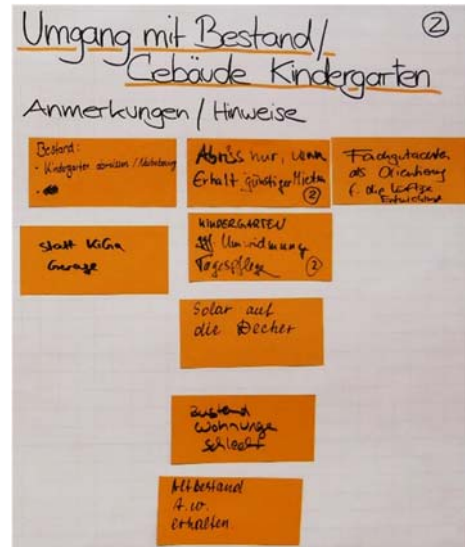 Umgang mit Bestand/
②
Gebäude Kindergarten
Anmerkungen / Hinweise
Bestand:
- Kindergarten abreissen /
Abriss nur, wenn
Erhalt günstiger Mieten
②
Fachgutachten
als Orientierung
f. die künftige
Entwicklung
statt KiGa
Garage
KINDERGARTEN
Umwidmung
Tagespflege
②
Solar auf
die Dächer
Zustand
Wohnungen
schlecht
Altbestand
A.W.
erhalten.